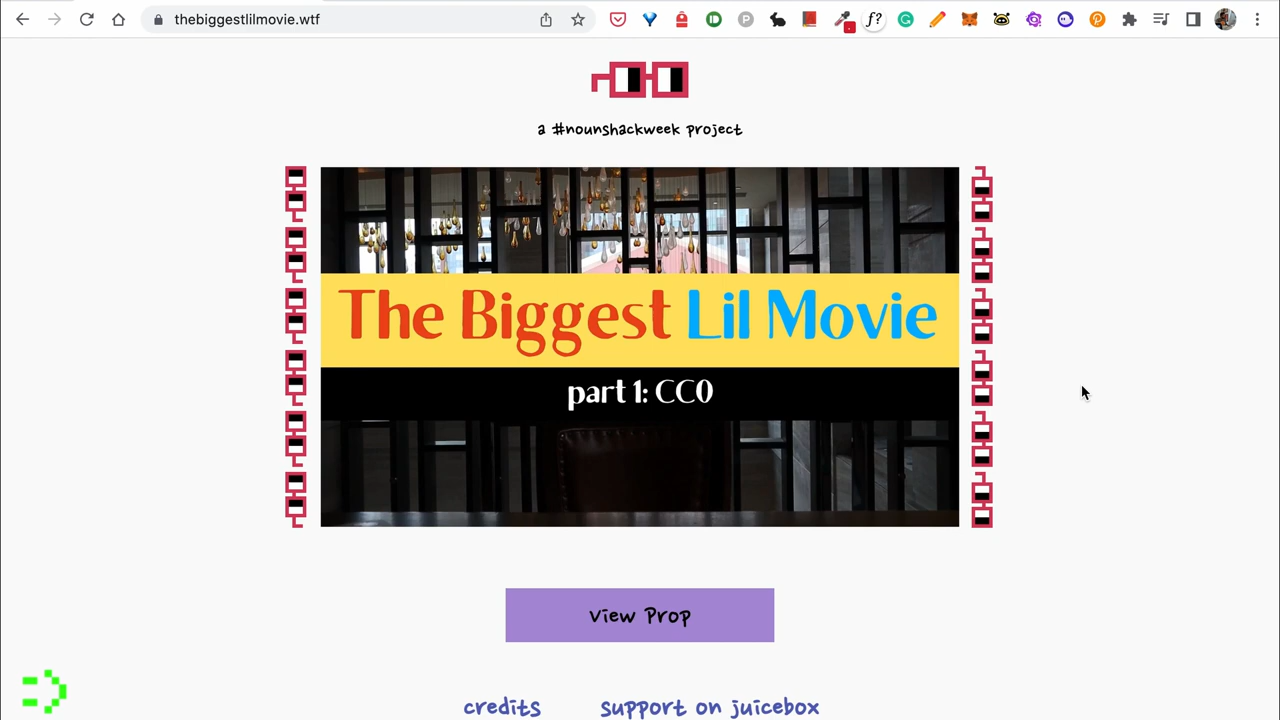 thebiggestlilmovie.wtf
a #nounshackweek project
The Biggest Lil Movie
part 1: CC0
View Prop
credits support on juicebox